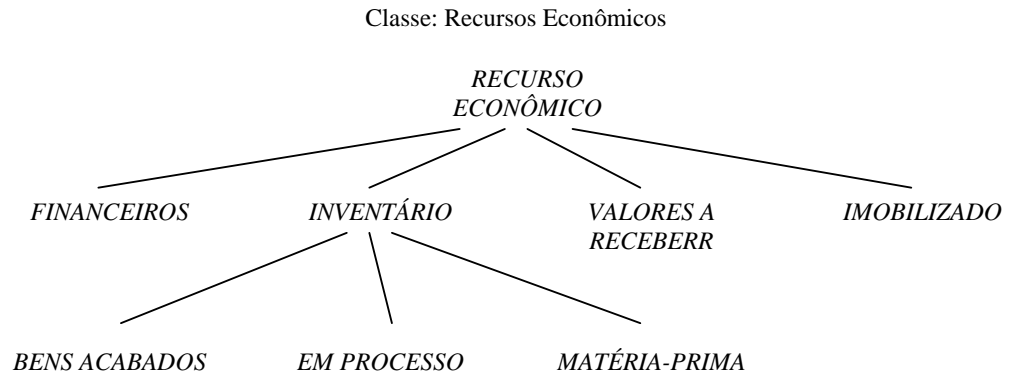 Classe: Recursos Econômicos
RECURSO
ECONÔMICO
FINANCEIROS
INVENTÁRIO
VALORES A
RECEBERR
IMOBILIZADO
BENS ACABADOS
EM PROCESSO
MATÉRIA-PRIMA